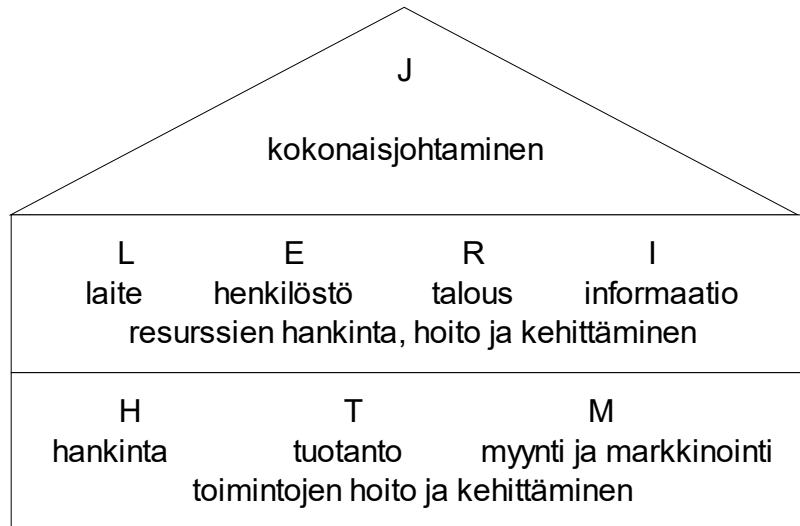 J
kokonaisjohtaminen
L E R I
laite henkilöstö talous informaatio
resurssien hankinta, hoito ja kehittäminen
H T M
hankinta tuotanto myynti ja markkinointi
toimintojen hoito ja kehittäminen